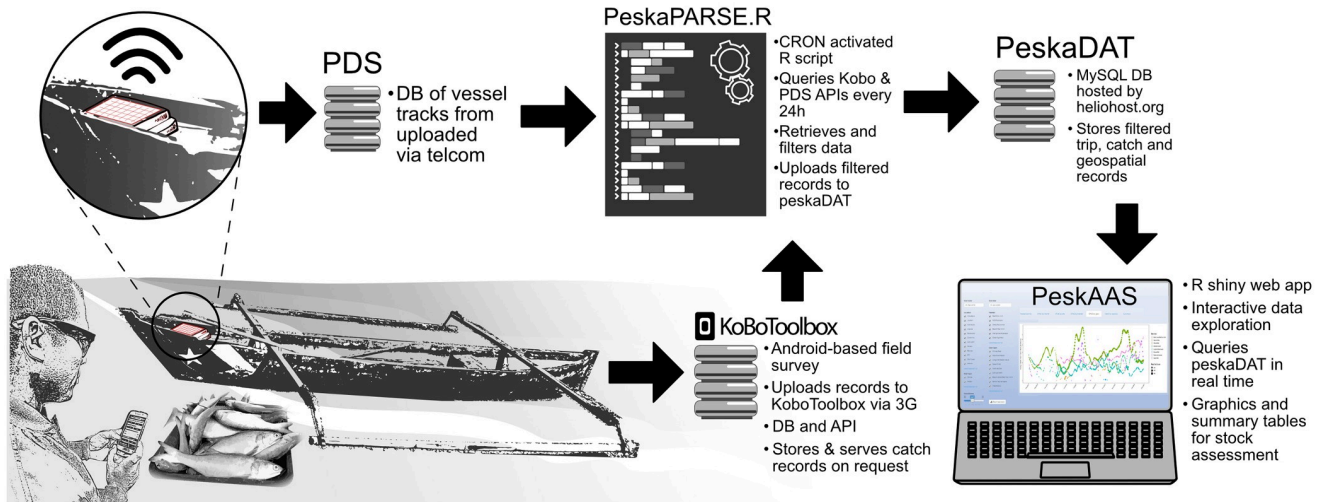 PDS
•DB of vessel
tracks from
uploaded
via telcom
PeskaPARSE.R
•CRON activated
R script
•Queries Kobo &
PDS APIs every
24h
•Retrieves and
filters data
•Uploads filtered
records to
peskaDAT
PeskaDAT
• MySQL DB
hosted by
heliohost.org
• Stores filtered
trip, catch and
geospatial
records
KoBoToolbox
• Android-based field
survey
•Uploads records to
KoboToolbox via 3G
• DB and API
• Stores & serves catch
records on request
PeskAAS
• R shiny web app
• Interactive data
exploration
• Queries
peskaDAT in
real time
• Graphics and
summary tables
for stock
assessment